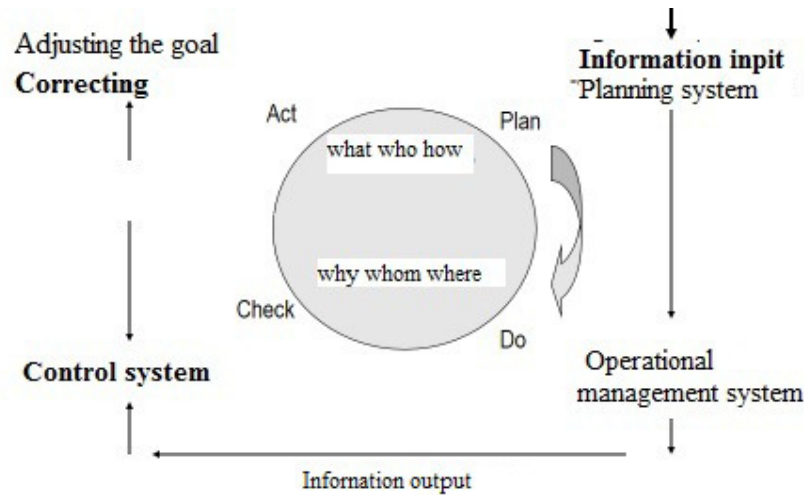 Adjusting the goal
Correcting
Information inpit
Planning system
Act
Plan
what who how
why whom where
Check
Do
Control system
Operational
management system
Infornation output